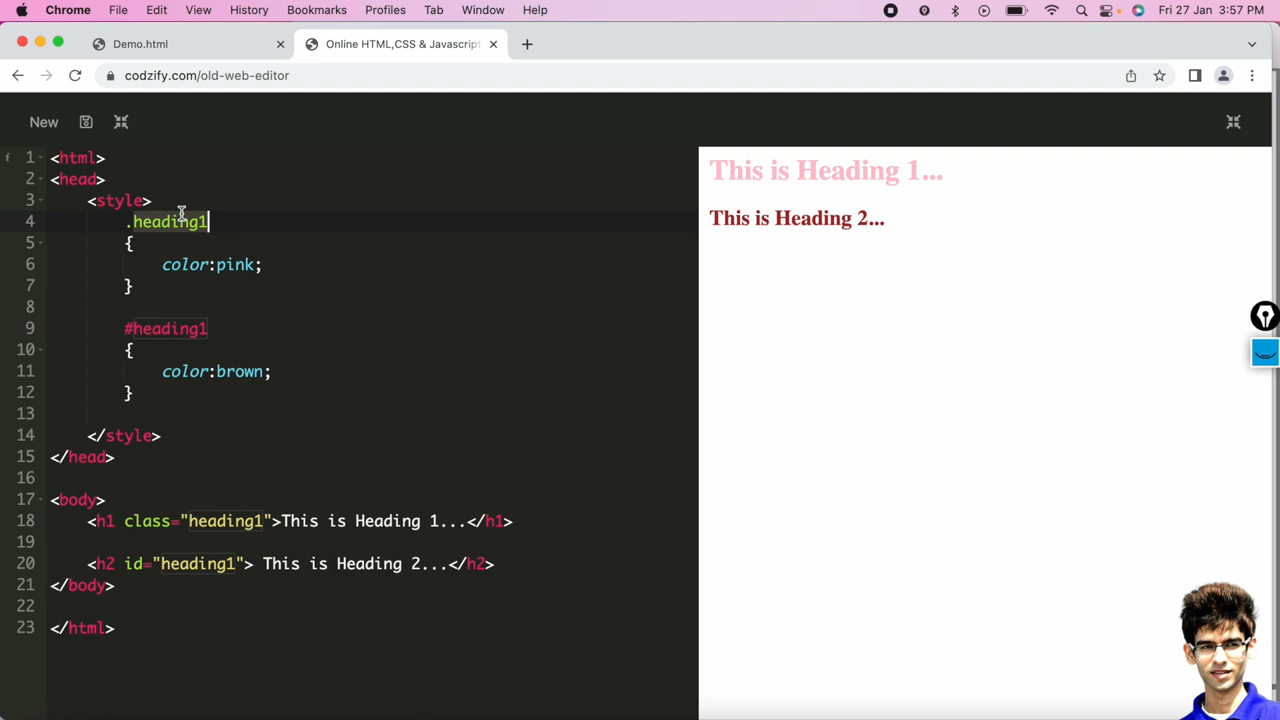 Chrome File Edit View History Bookmarks Profiles Tab Window Help Fri 27 Jan 3:57 PM
Demo.html Online HTML,CSS & Javascript
codzify.com/old-web-editor
New
1 <html>
2 <head>
3 <style>
4 .heading1
5 {
6 color:pink;
7 }
8
9 #heading1
10 {
11 color:brown;
12 }
13
14 </style>
15 </head>
16
17 <body>
18 <h1 class="heading1">This is Heading 1...</h1>
19
20 <h2 id="heading1"> This is Heading 2...</h2>
21 </body>
22
23 </html>
This is Heading 1...
This is Heading 2...